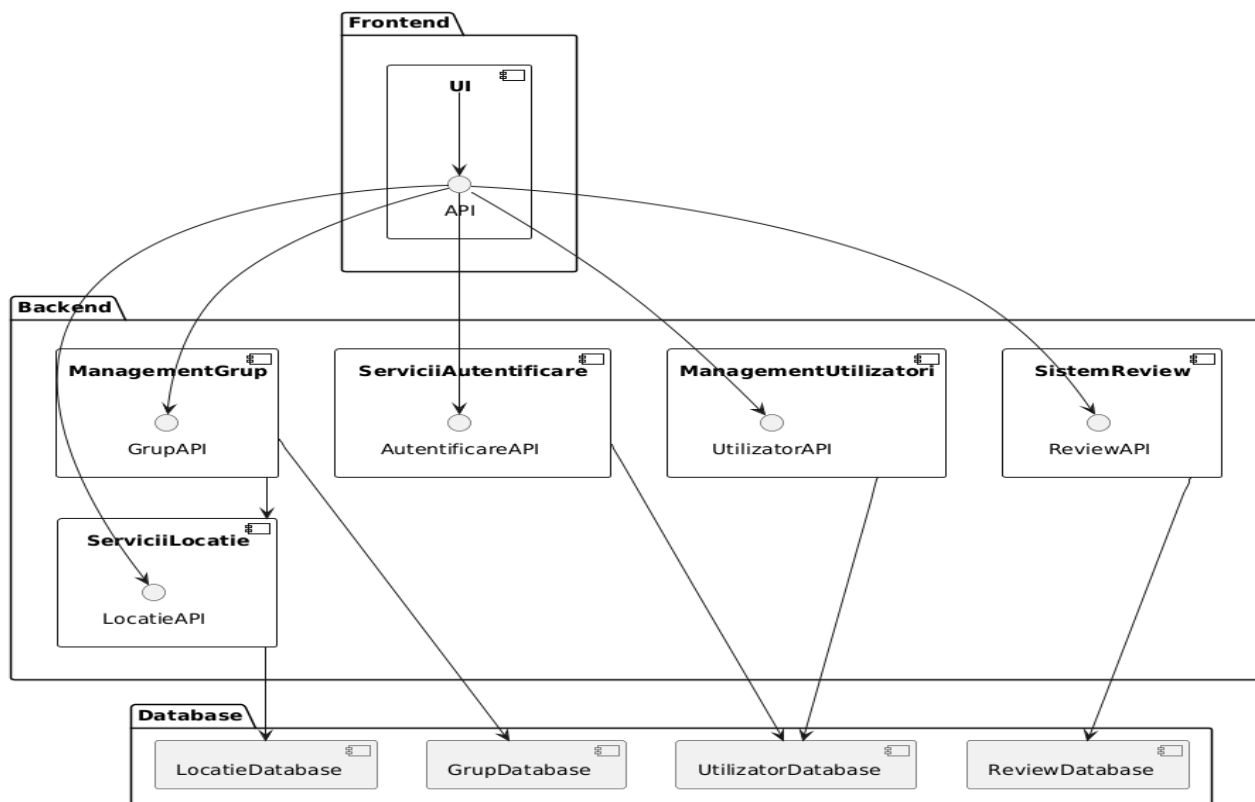 Frontend
UI
API
Backend
ManagementGrup
ServiciiAutentificare
ManagementUtilizatori
SistemReview
GrupAPI
AutentificareAPI
UtilizatorAPI
ReviewAPI
ServiciiLocatie
LocatieAPI
Database
LocatieDatabase
GrupDatabase
UtilizatorDatabase
ReviewDatabase